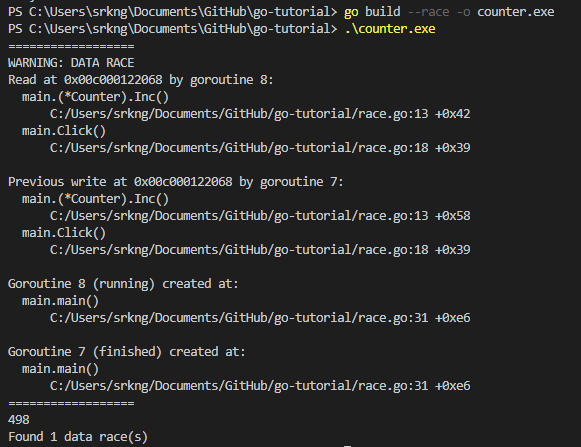 PS C:\Users\srkng\Documents\GitHub\go-tutorial> go build --race -o counter.exe
PS C:\Users\srkng\Documents\GitHub\go-tutorial> .\counter.exe
==================
WARNING: DATA RACE
Read at 0x00c000122068 by goroutine 8:
  main.(*Counter).Inc()
      C:/Users/srkng/Documents/GitHub/go-tutorial/race.go:13 +0x42
  main.Click()
      C:/Users/srkng/Documents/GitHub/go-tutorial/race.go:18 +0x39

Previous write at 0x00c000122068 by goroutine 7:
  main.(*Counter).Inc()
      C:/Users/srkng/Documents/GitHub/go-tutorial/race.go:13 +0x58
  main.Click()
      C:/Users/srkng/Documents/GitHub/go-tutorial/race.go:18 +0x39

Goroutine 8 (running) created at:
  main.main()
      C:/Users/srkng/Documents/GitHub/go-tutorial/race.go:31 +0xe6

Goroutine 7 (finished) created at:
  main.main()
      C:/Users/srkng/Documents/GitHub/go-tutorial/race.go:31 +0xe6
==================
498
Found 1 data race(s)